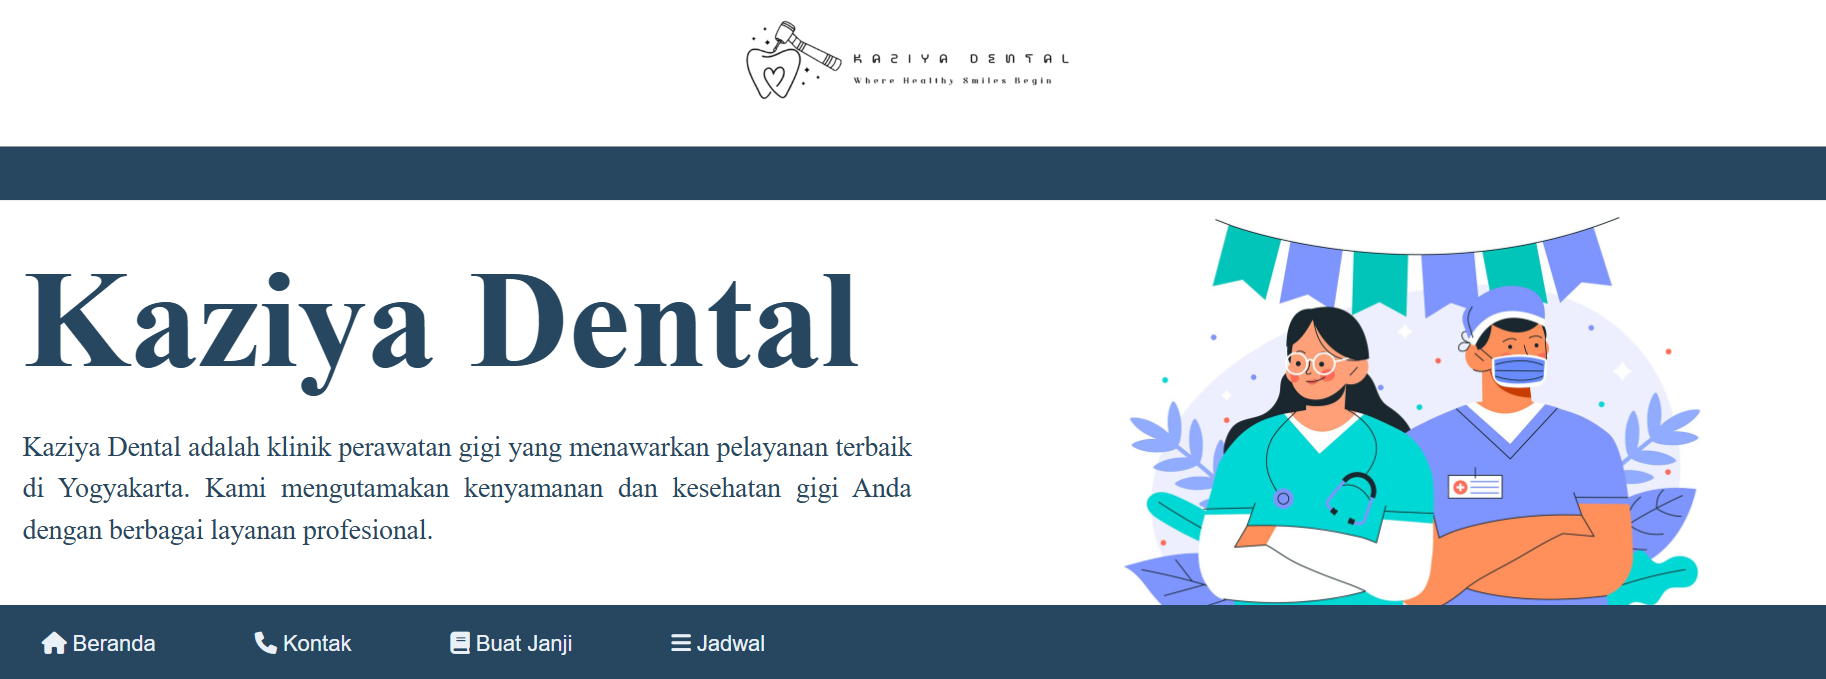 KAZIYA DENTAL
Where Healthy Smiles Begin
Kaziya Dental
Kaziya Dental adalah klinik perawatan gigi yang menawarkan pelayanan terbaik
di Yogyakarta. Kami mengutamakan kenyamanan dan kesehatan gigi Anda
dengan berbagai layanan profesional.
Beranda
Kontak
Buat Janji
Jadwal